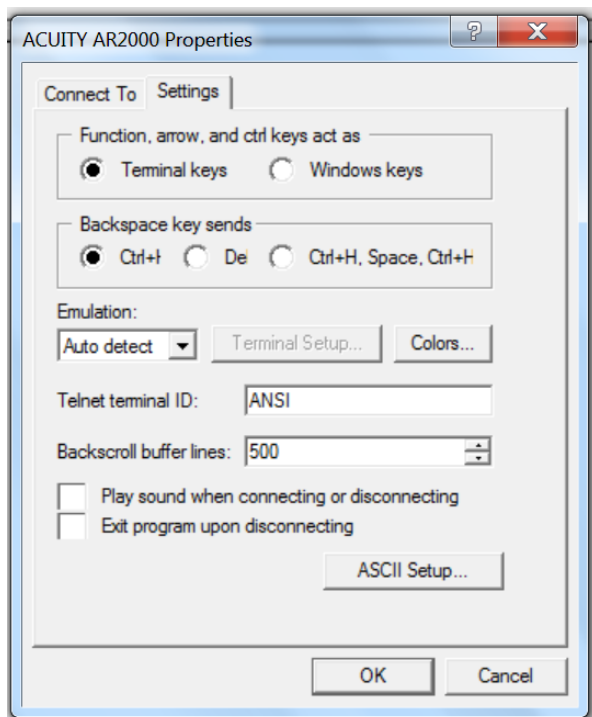 ACUITY AR2000 Properties
? X
Connect To Settings
Function, arrow, and ctrl keys act as
Terminal keys Windows keys
Backspace key sends
Ctrl+H Del Ctrl+H, Space, Ctrl+H
Emulation:
Auto detect Terminal Setup... Colors...
Telnet terminal ID: ANSI
Backscroll buffer lines: 500
Play sound when connecting or disconnecting
Exit program upon disconnecting
ASCII Setup...
OK Cancel